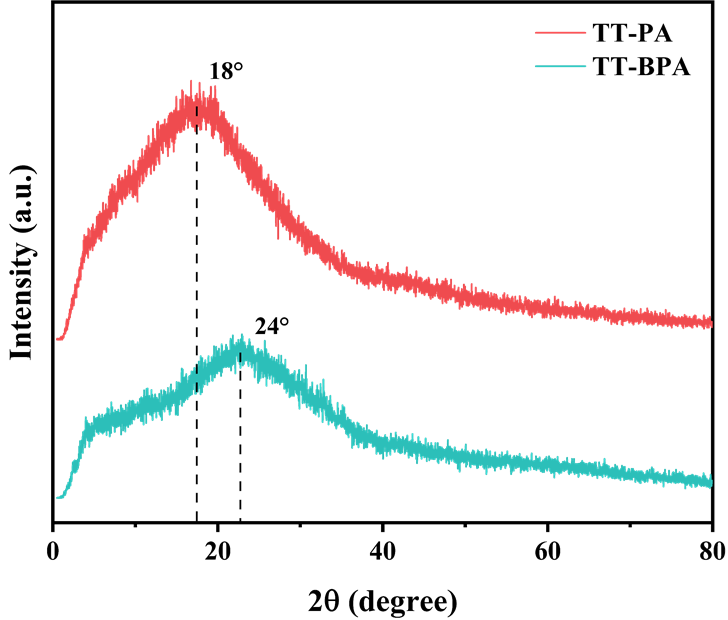 TT-PA
TT-BPA
18°
24°
Intensity (a.u.)
0 20 40 60 80
2θ (degree)